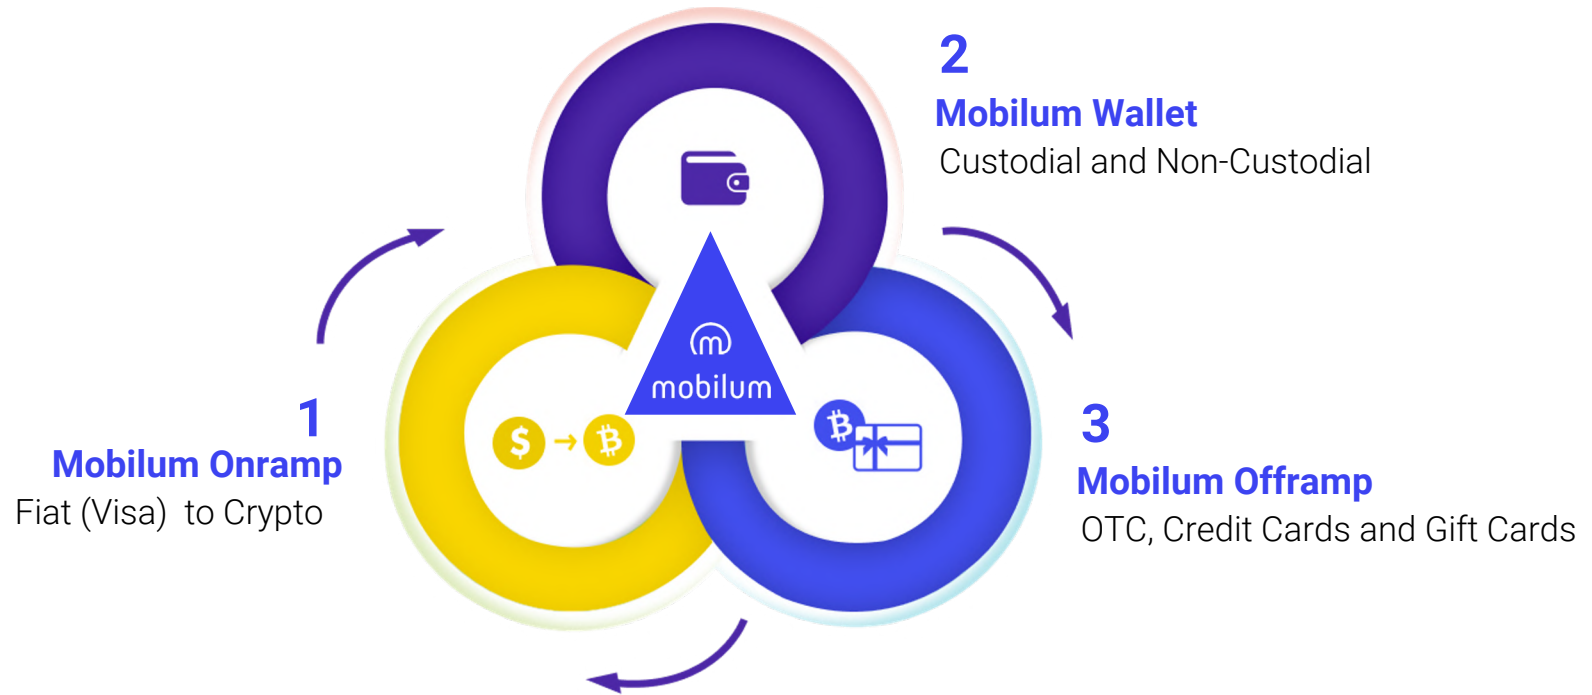 1
Mobilum Onramp
Fiat (Visa)  to Crypto
2
Mobilum Wallet
Custodial and Non-Custodial
3
Mobilum Offramp
OTC, Credit Cards and Gift Cards
mobilum